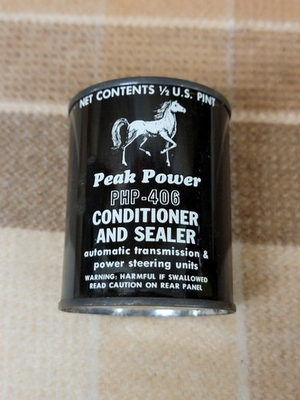 NET CONTENTS ½ U.S. PINT
Peak Power
PHP-406
CONDITIONER
AND SEALER
automatic transmission &
power steering units
WARNING: HARMFUL IF SWALLOWED
READ CAUTION ON REAR PANEL